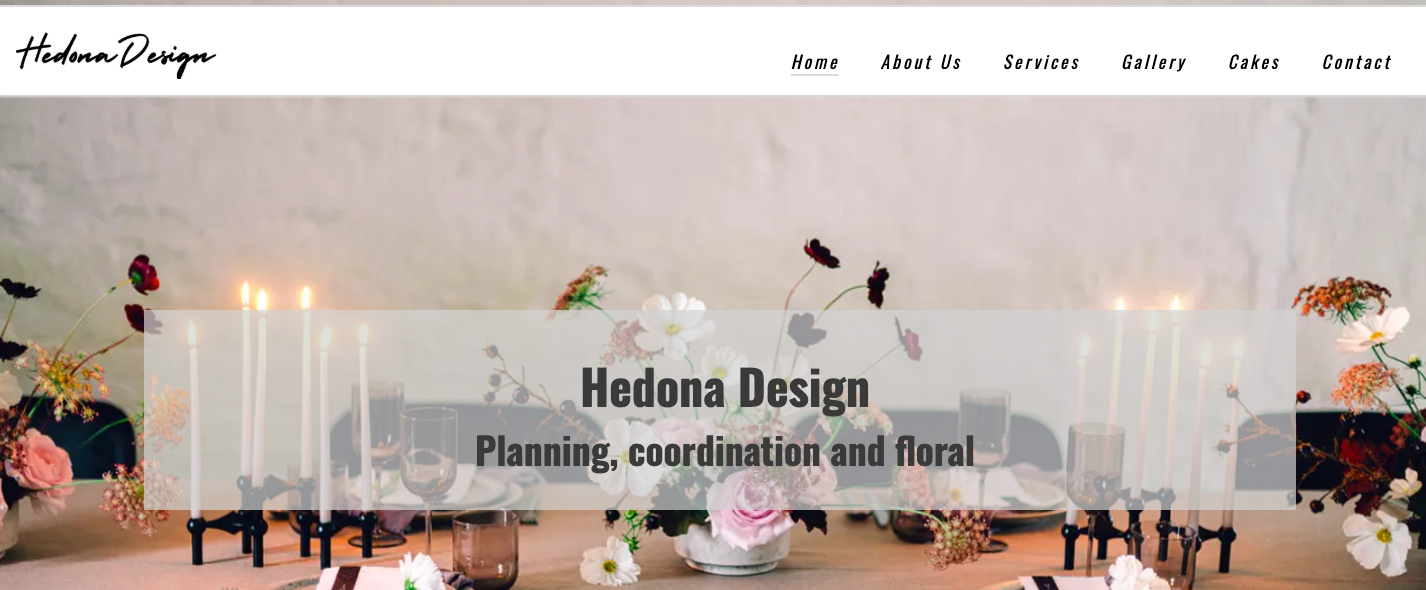 Hedona Design
Home About Us Services Gallery Cakes Contact
Hedona Design
Planning, coordination and floral